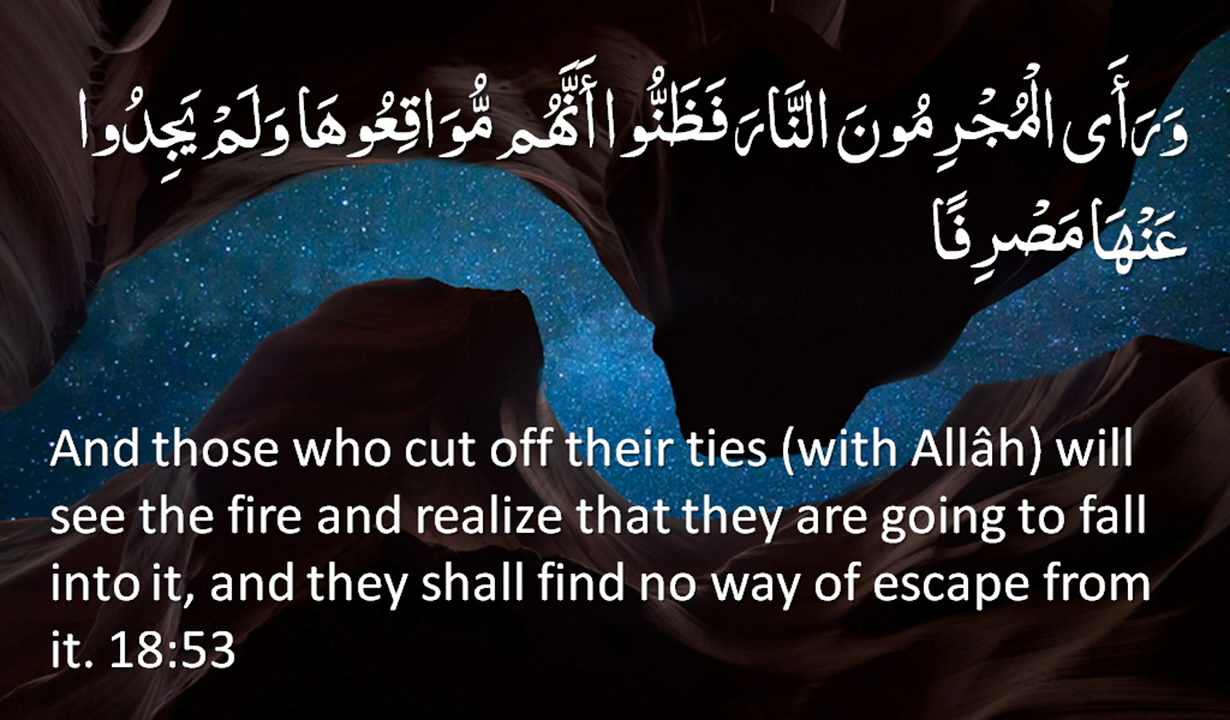 وَرَأَى الْمُجْرِمُونَ النَّارَ فَظَنُّوا أَنَّهُم مُّوَاقِعُوهَا وَلَمْ يَجِدُوا
عَنْهَا مَصْرِفًا
And those who cut off their ties (with Allâh) will
see the fire and realize that they are going to fall
into it, and they shall find no way of escape from
it. 18:53